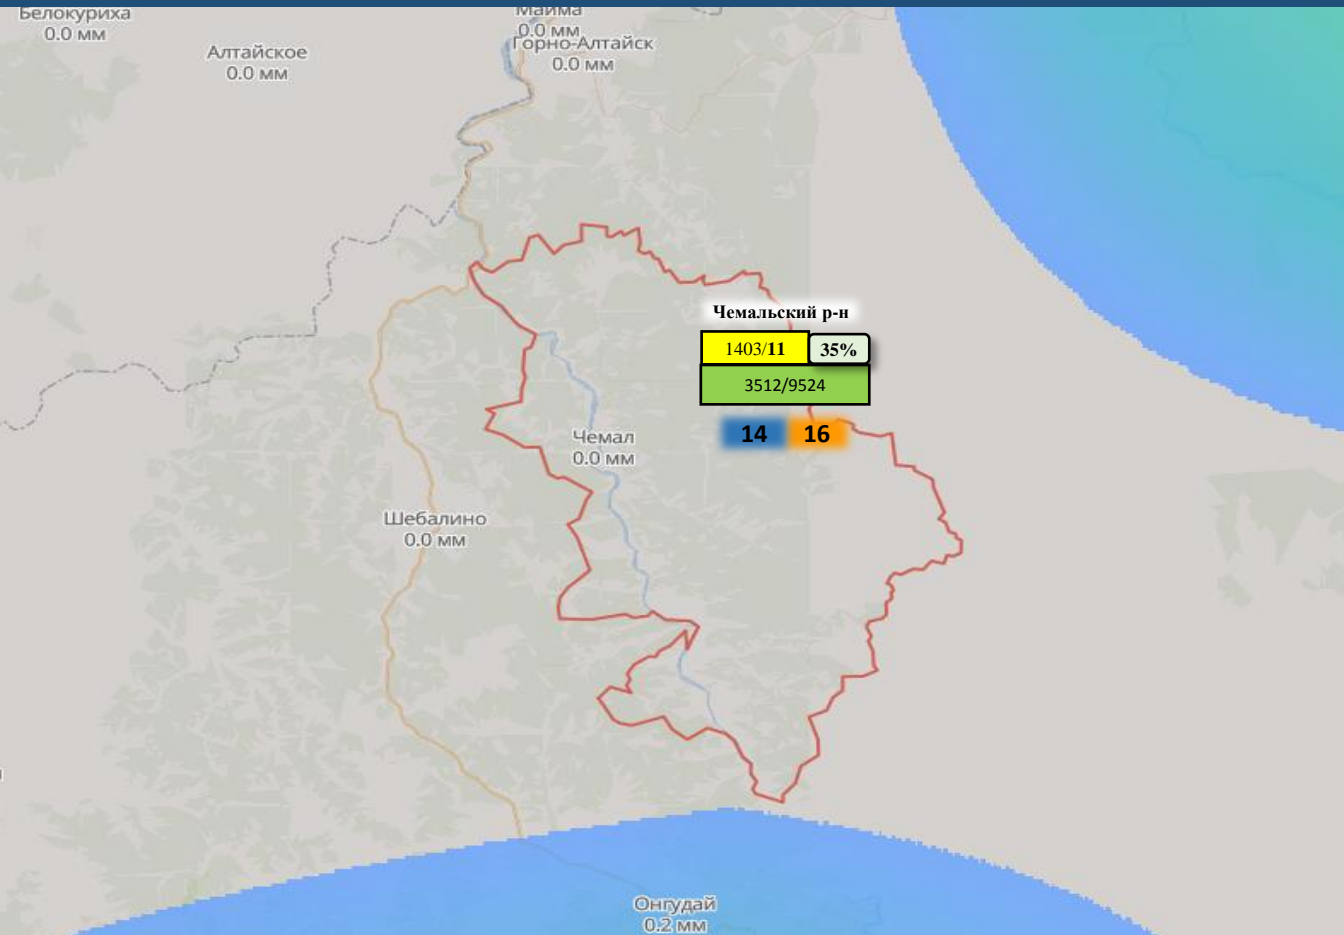 Белокуриха
0.0 мм
Майма
0.0 мм
Горно-Алтайск
0.0 мм
Алтайское
0.0 мм
Чемальский р-н
1403/11
35%
3512/9524
14
16
Чемал
0.0 мм
Шебалино
0.0 мм
Онгудай
0.2 мм